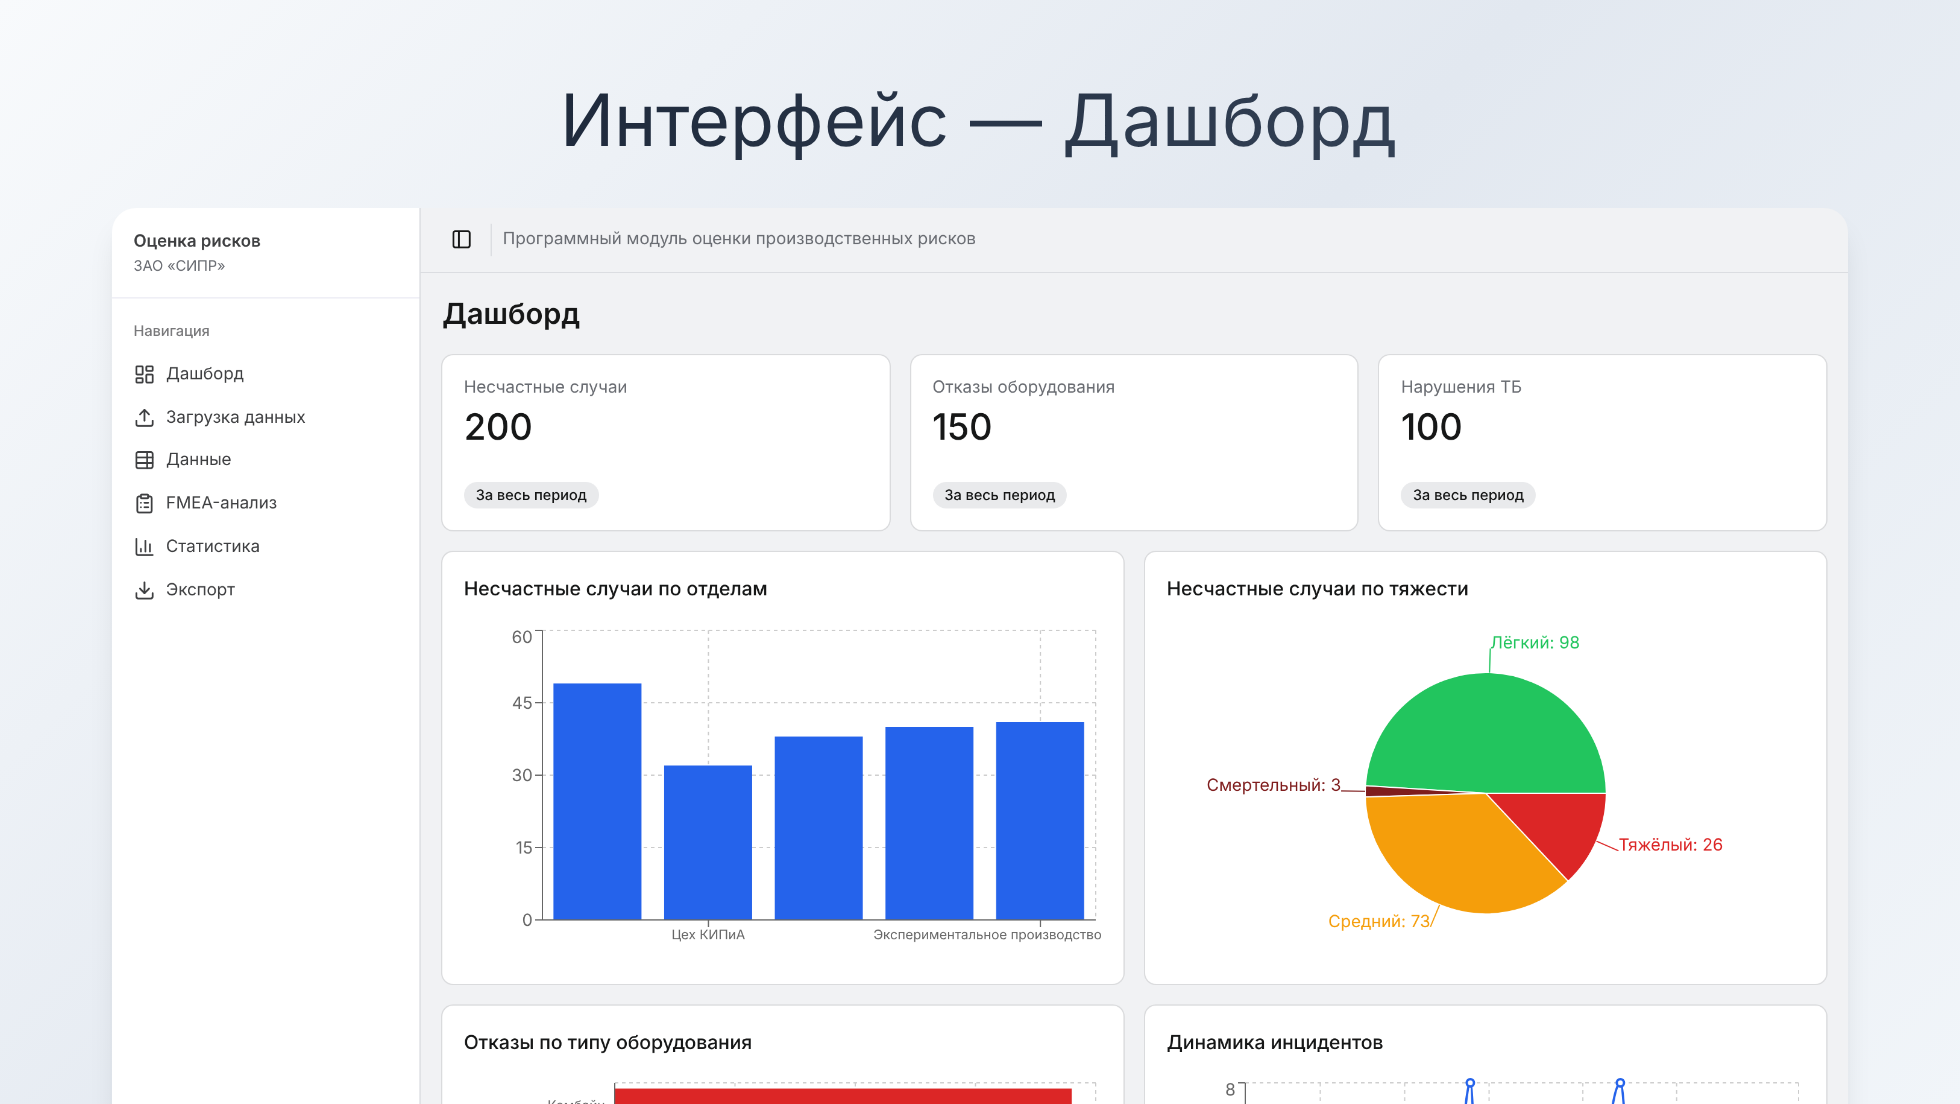 Интерфейс — Дашборд
Оценка рисков
ЗАО «СИПР»
Навигация
Дашборд
Загрузка данных
Данные
FMEA-анализ
Статистика
Экспорт
Программный модуль оценки производственных рисков
Дашборд
Несчастные случаи
200
За весь период
Отказы оборудования
150
За весь период
Нарушения ТБ
100
За весь период
Несчастные случаи по отделам
60
45
30
15
0
Цех КИПиА
Экспериментальное производство
Несчастные случаи по тяжести
Лёгкий: 98
Смертельный: 3
Тяжёлый: 26
Средний: 73
Отказы по типу оборудования
Динамика инцидентов
8